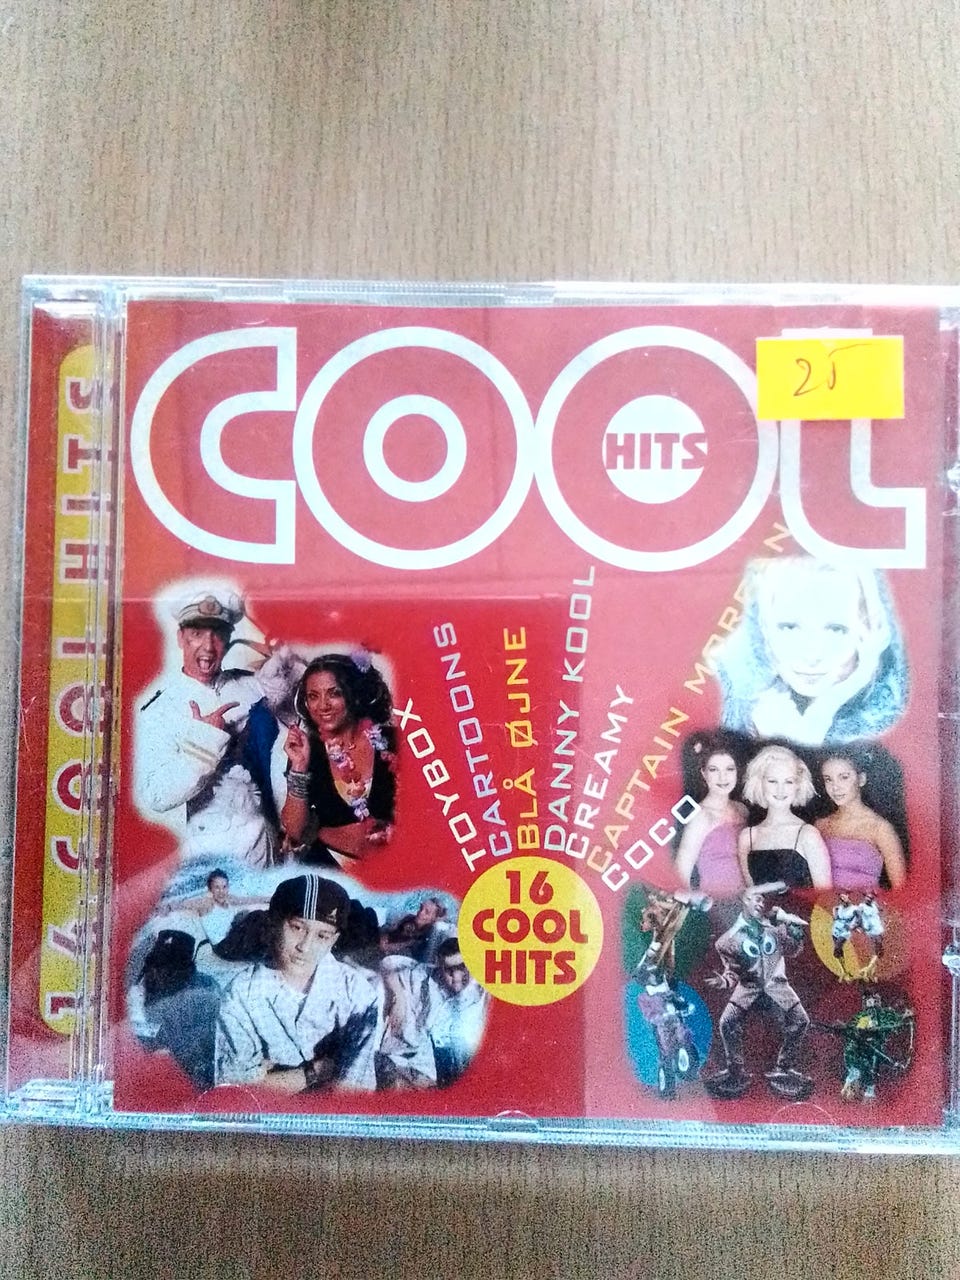 COOL
HITS
25
16 COOL HITS
TOYBOX
CARTOONS
BLÅ ØJNE
DANNY KOOL
CREAMY
CAPTAIN MORGAN
COCO
16
COOL
HITS